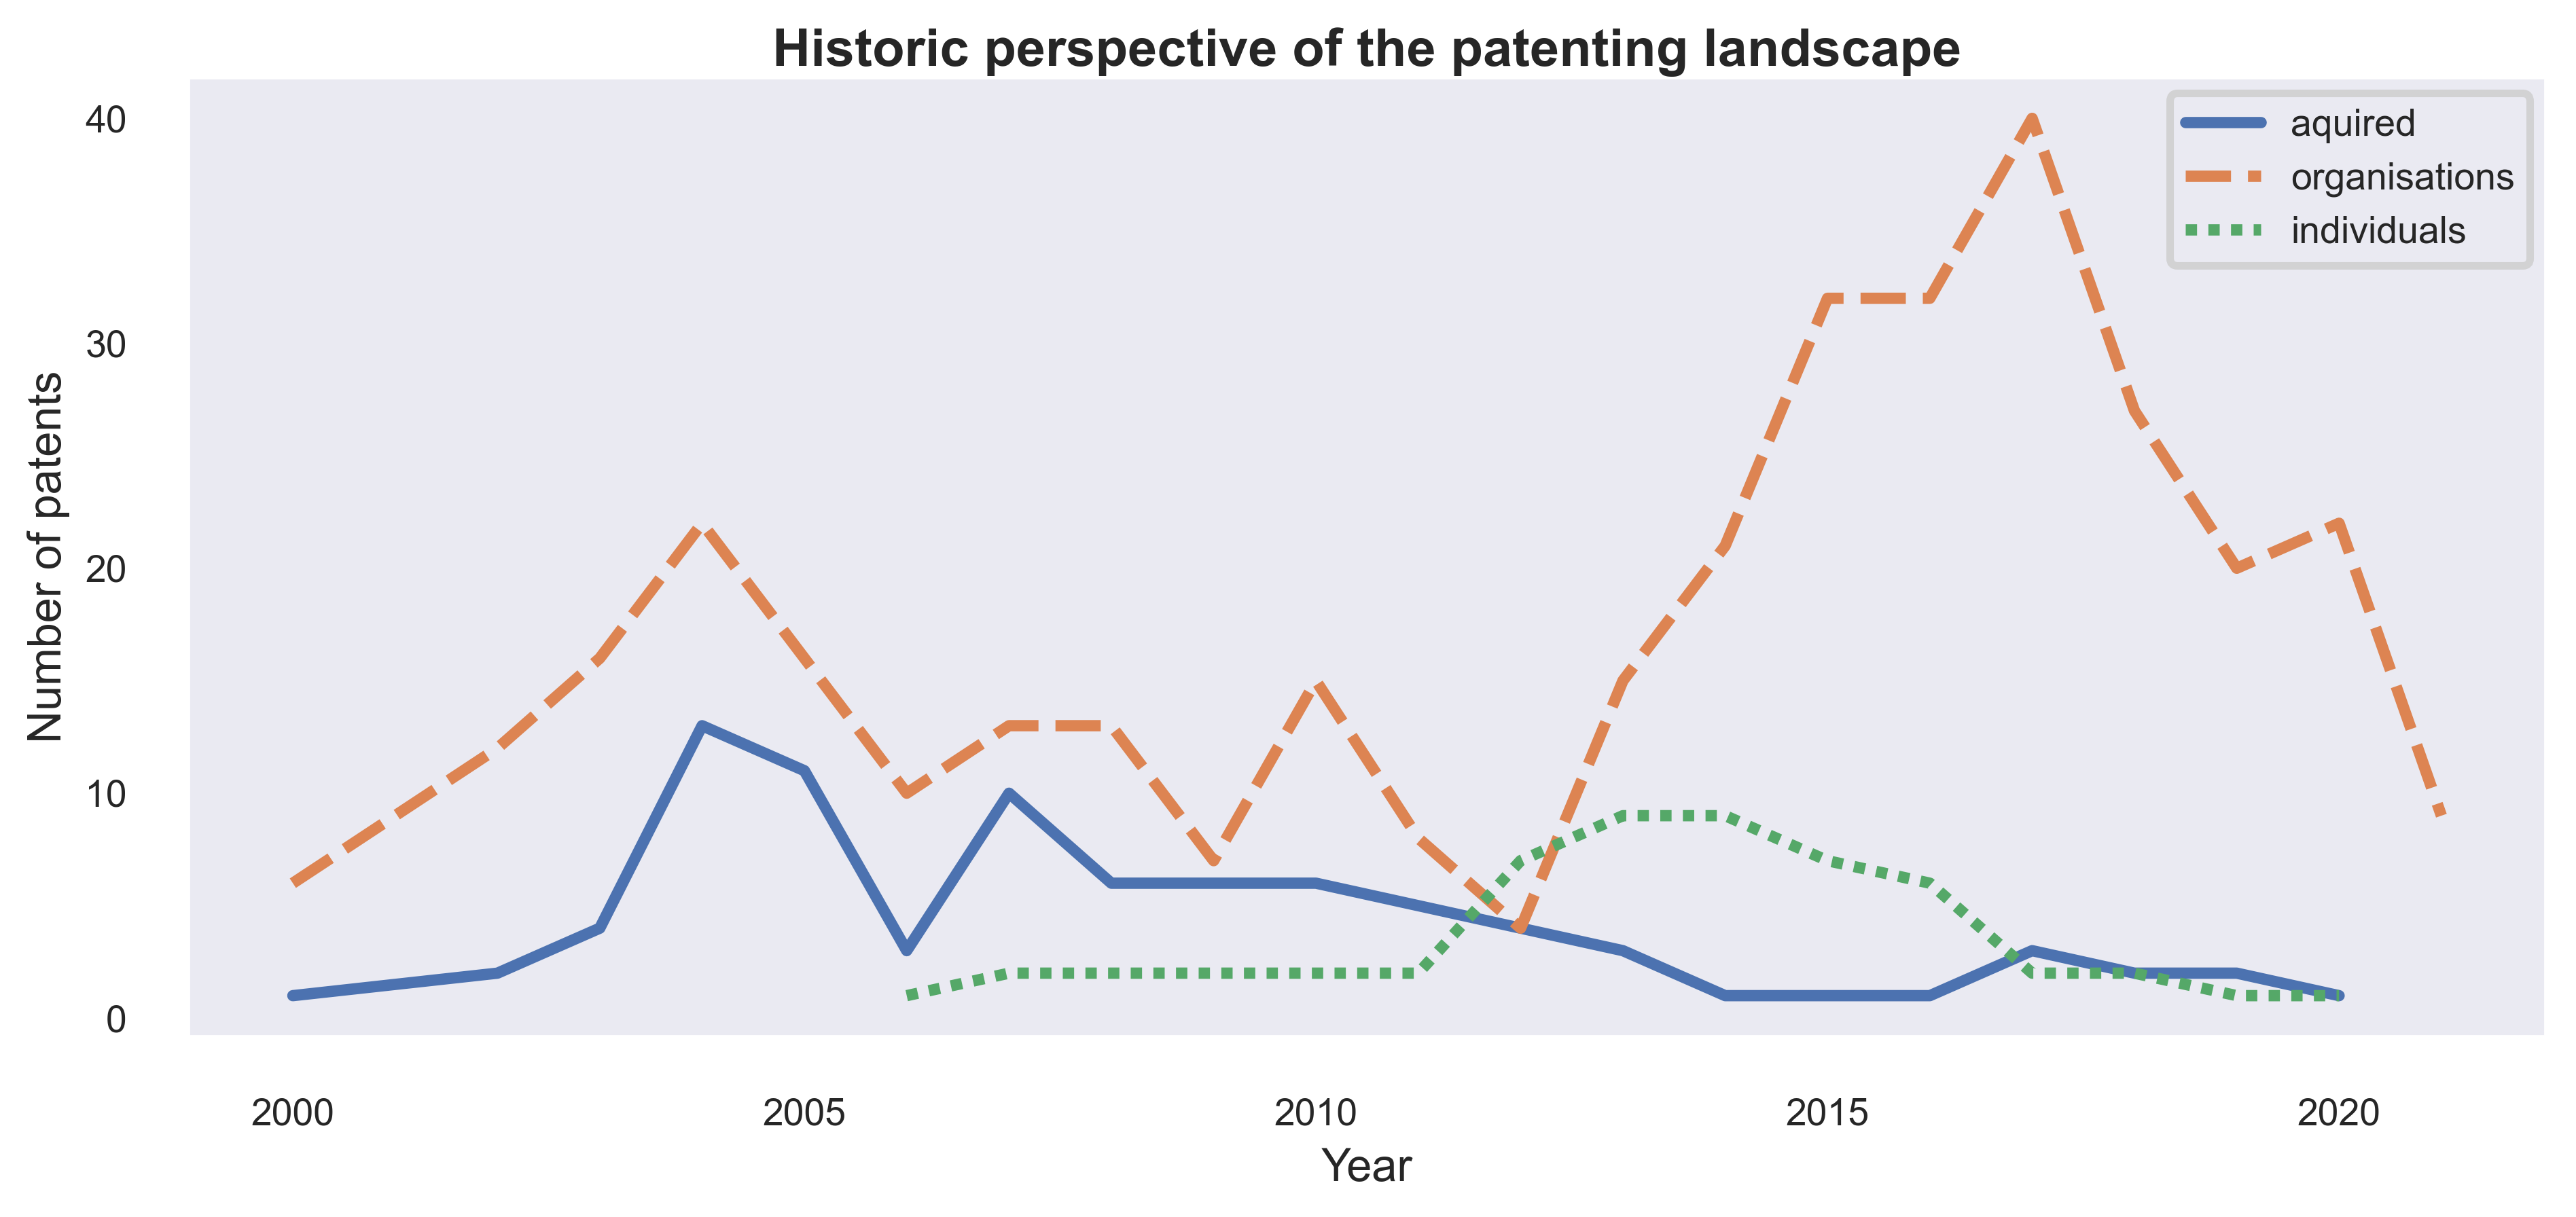 Historic perspective of the patenting landscape
40
30
20
10
0
Number of patents
aquired
organisations
individuals
2000 2005 2010 2015 2020
Year